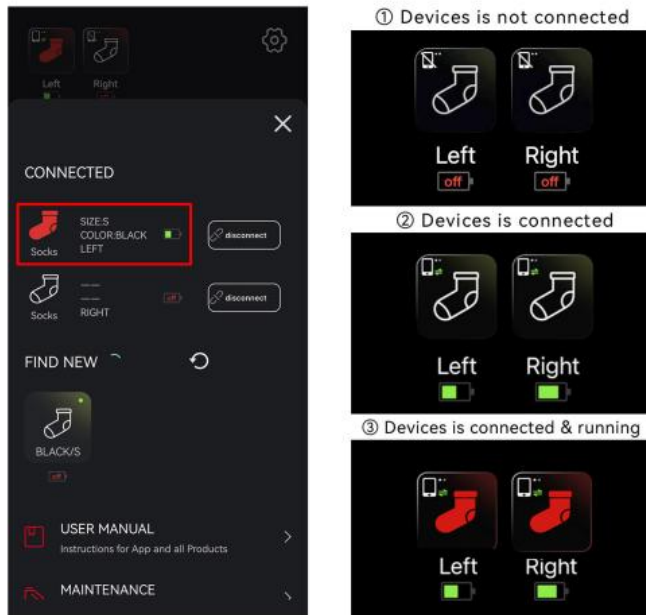 Left Right
CONNECTED
SIZE:S
COLOR:BLACK
LEFT
Socks
disconnect
off
RIGHT
Socks
disconnect
FIND NEW
BLACK/S
off
USER MANUAL
Instructions for App and all Products
MAINTENANCE
① Devices is not connected
Left Right
off off
② Devices is connected
Left Right
③ Devices is connected & running
Left Right